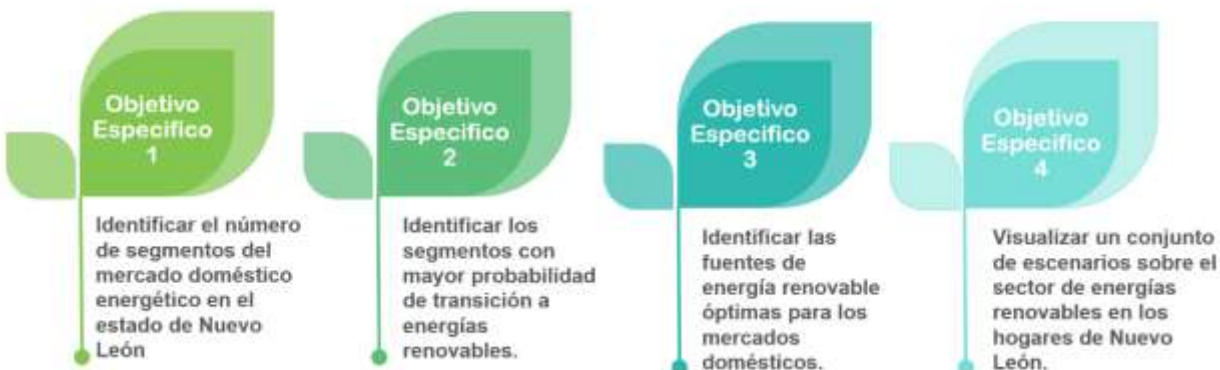 Objetivo
Especifico
1
Identificar el número
de segmentos del
mercado doméstico
energético en el
estado de Nuevo
León
Objetivo
Especifico
2
Identificar los
segmentos con
mayor probabilidad
de transición a
energías
renovables.
Objetivo
Especifico
3
Identificar las
fuentes de
energía renovable
óptimas para los
mercados
domésticos.
Objetivo
Especifico
4
Visualizar un conjunto
de escenarios sobre el
sector de energías
renovables en los
hogares de Nuevo
León.